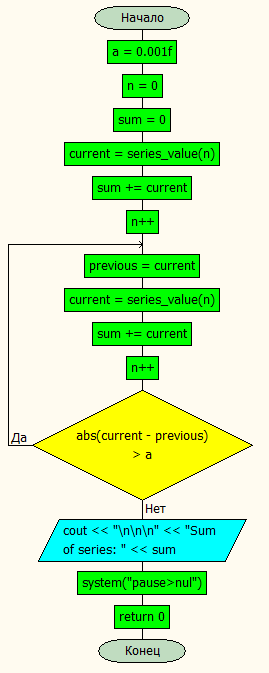 Начало
a = 0.001f
n = 0
sum = 0
current = series_value(n)
sum += current
n++
previous = current
current = series_value(n)
sum += current
n++
abs(current - previous)
> a
Да
Нет
cout << "\n\n\n" << "Sum
of series: " << sum
system("pause>nul")
return 0
Конец